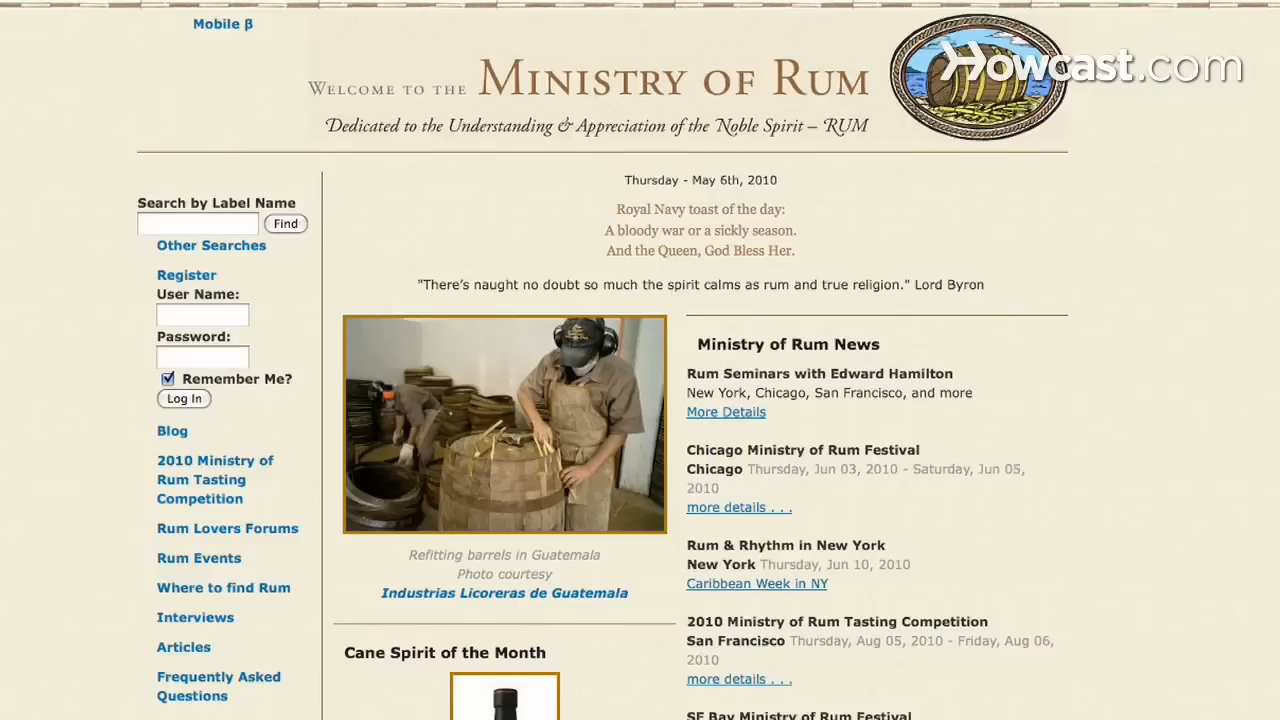 Mobile β
Howcast.com
WELCOME TO THE MINISTRY OF RUM
Dedicated to the Understanding & Appreciation of the Noble Spirit – RUM
Search by Label Name
Find
Other Searches
Register
User Name:
Password:
Remember Me?
Log In
Blog
2010 Ministry of
Rum Tasting
Competition
Rum Lovers Forums
Rum Events
Where to find Rum
Interviews
Articles
Frequently Asked
Questions
Thursday - May 6th, 2010
Royal Navy toast of the day:
A bloody war or a sickly season.
And the Queen, God Bless Her.
"There's naught no doubt so much the spirit calms as rum and true religion." Lord Byron
Refitting barrels in Guatemala
Photo courtesy
Industrias Licoreras de Guatemala
Cane Spirit of the Month
Ministry of Rum News
Rum Seminars with Edward Hamilton
New York, Chicago, San Francisco, and more
More Details
Chicago Ministry of Rum Festival
Chicago Thursday, Jun 03, 2010 - Saturday, Jun 05,
2010
more details . . .
Rum & Rhythm in New York
New York Thursday, Jun 10, 2010
Caribbean Week in NY
2010 Ministry of Rum Tasting Competition
San Francisco Thursday, Aug 05, 2010 - Friday, Aug 06,
2010
more details . . .
SF Bay Ministry of Rum Festival